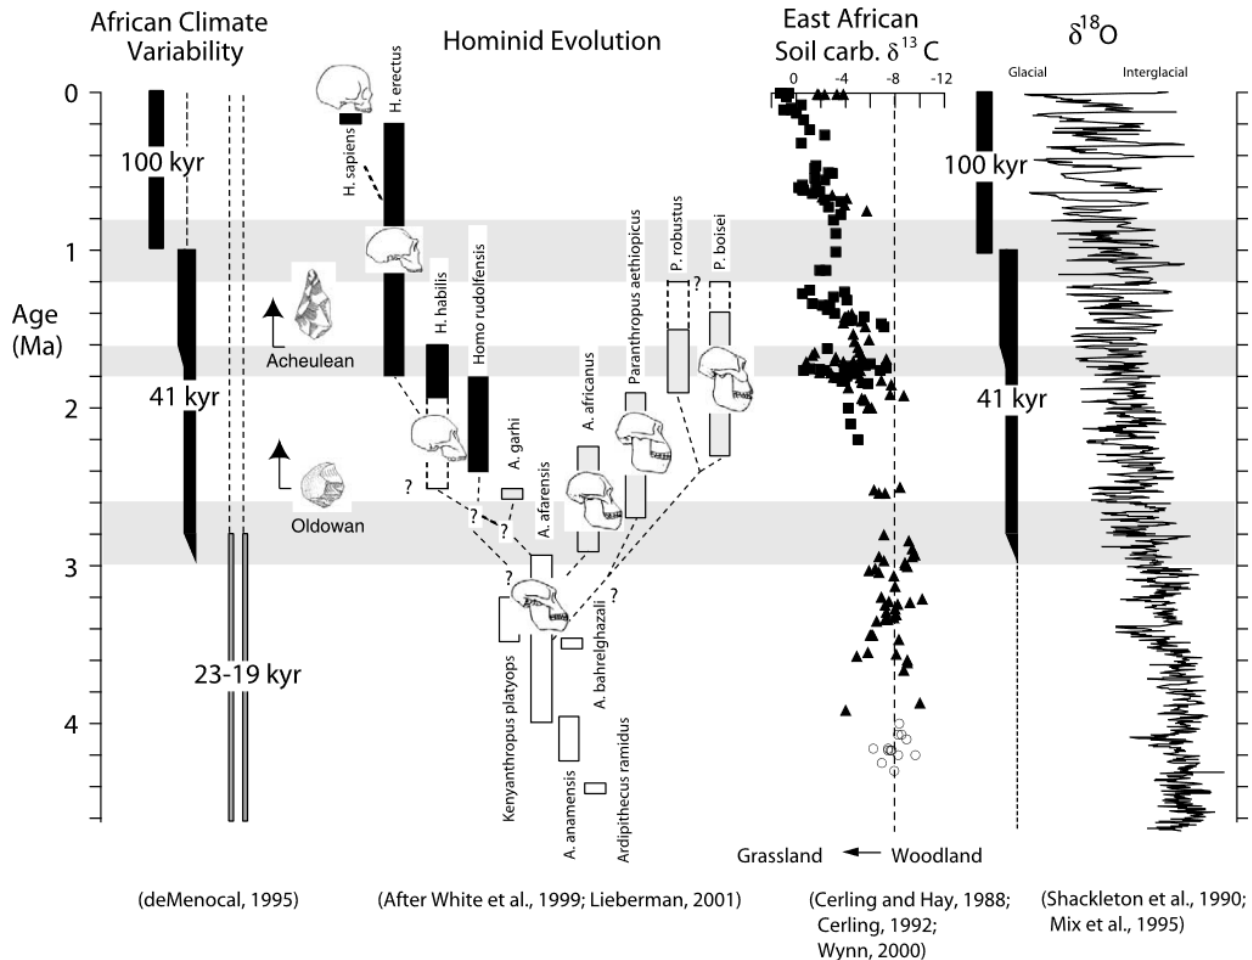 African Climate
Variability
Hominid Evolution
East African
Soil carb. δ13 C
δ18O
0
-4
-8
-12
Glacial
Interglacial
Age
(Ma)
0
1
2
3
4
100 kyr
41 kyr
23-19 kyr
Acheulean
Oldowan
H. sapiens
H. erectus
H. habilis
Homo rudolfensis
A. garhi
A. afarensis
A. africanus
Paranthropus aethiopicus
P. robustus
P. boisei
?
?
?
?
?
?
?
Kenyanthropus platyops
A. anamensis
A. bahrelghazali
Ardipithecus ramidus
100 kyr
41 kyr
Grassland
Woodland
(deMenocal, 1995)
(After White et al., 1999; Lieberman, 2001)
(Cerling and Hay, 1988;
Cerling, 1992;
Wynn, 2000)
(Shackleton et al., 1990;
Mix et al., 1995)